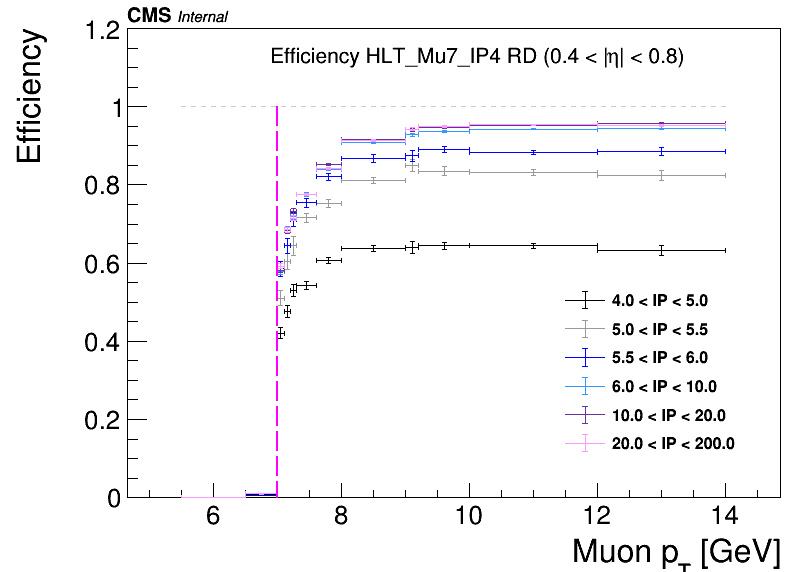 CMS Internal
Efficiency HLT_Mu7_IP4 RD (0.4 < |η| < 0.8)
Efficiency
1.2
1
0.8
0.6
0.4
0.2
0
4.0 < IP < 5.0
5.0 < IP < 5.5
5.5 < IP < 6.0
6.0 < IP < 10.0
10.0 < IP < 20.0
20.0 < IP < 200.0
6 8 10 12 14
Muon p_T [GeV]